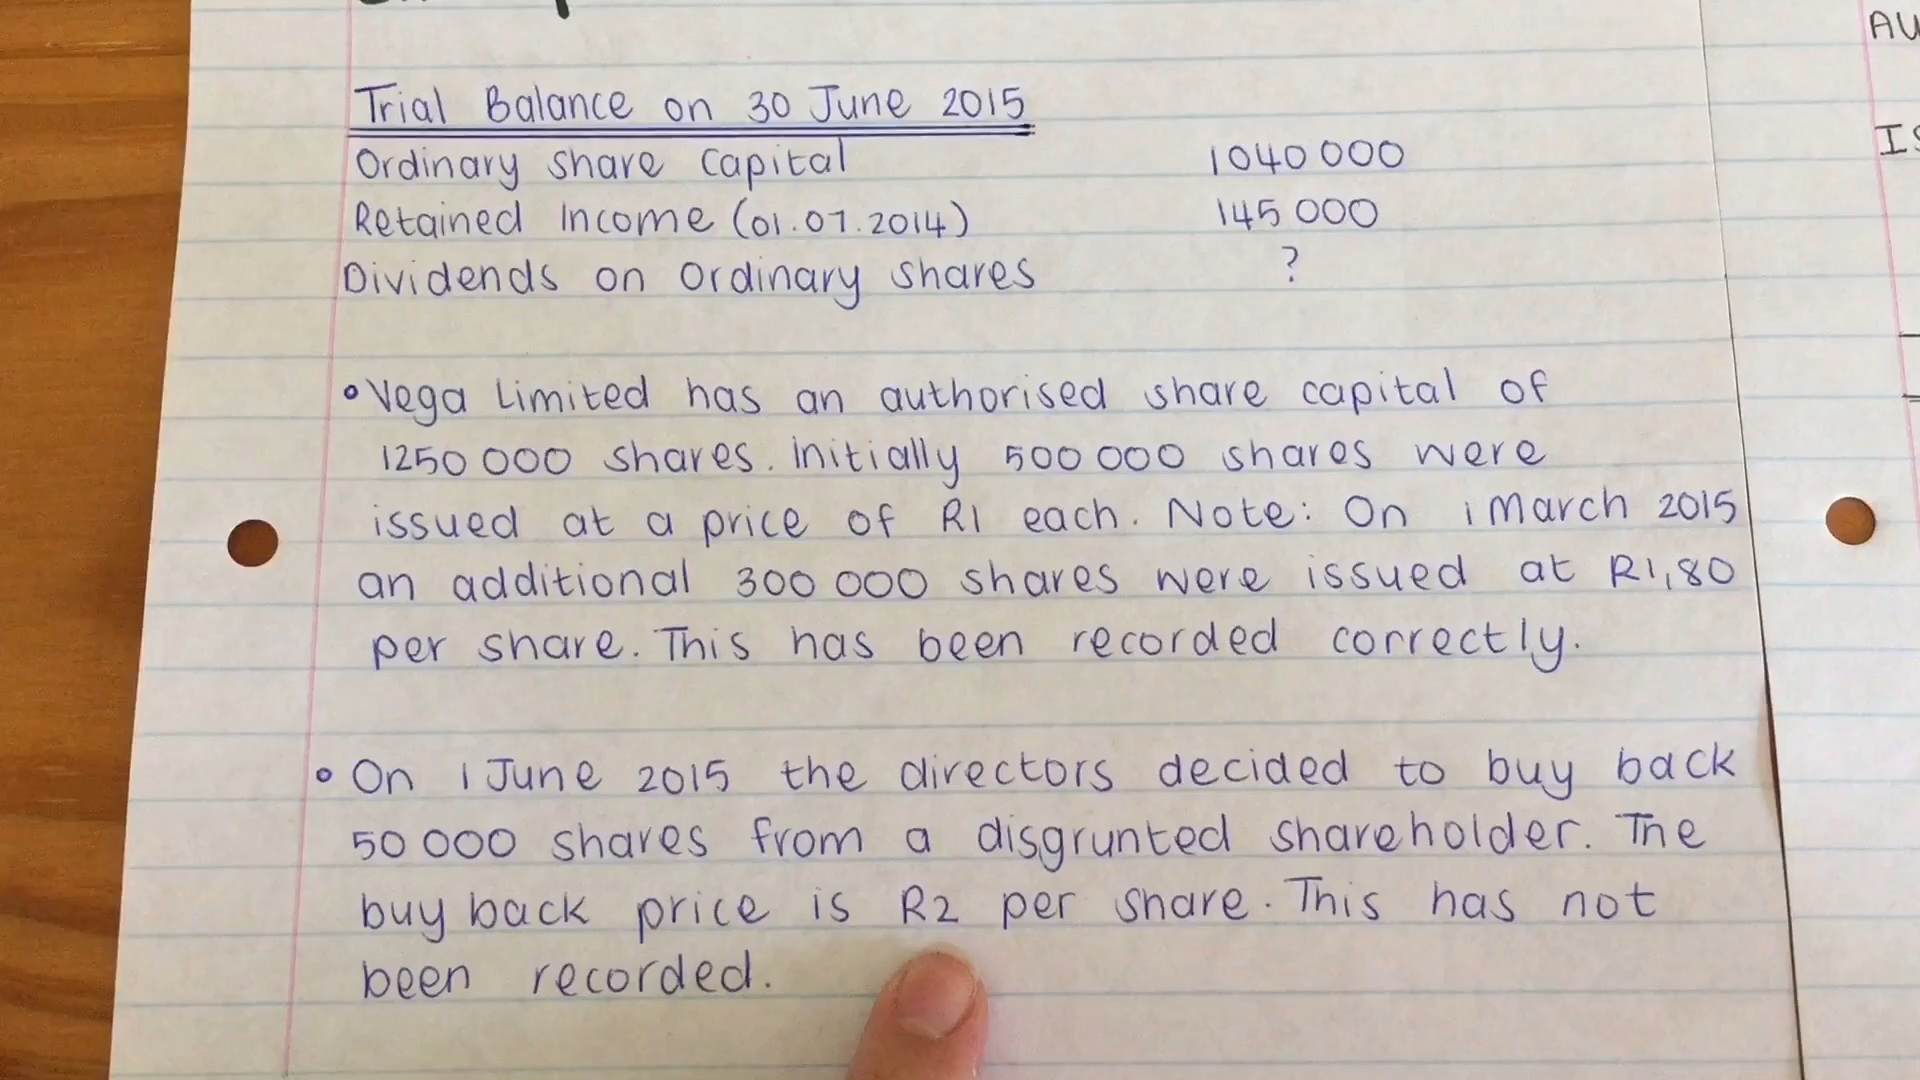 Trial Balance on 30 June 2015
Ordinary share capital 1040 000
Retained Income (01.07.2014) 145 000
Dividends on ordinary shares ?
• Vega Limited has an authorised share capital of
1250 000 shares. Initially 500 000 shares were
issued at a price of R1 each. Note: On 1 March 2015
an additional 300 000 shares were issued at R1,80
per share. This has been recorded correctly.
• On 1 June 2015 the directors decided to buy back
50 000 shares from a disgrunted shareholder. The
buy back price is R2 per share. This has not
been recorded.